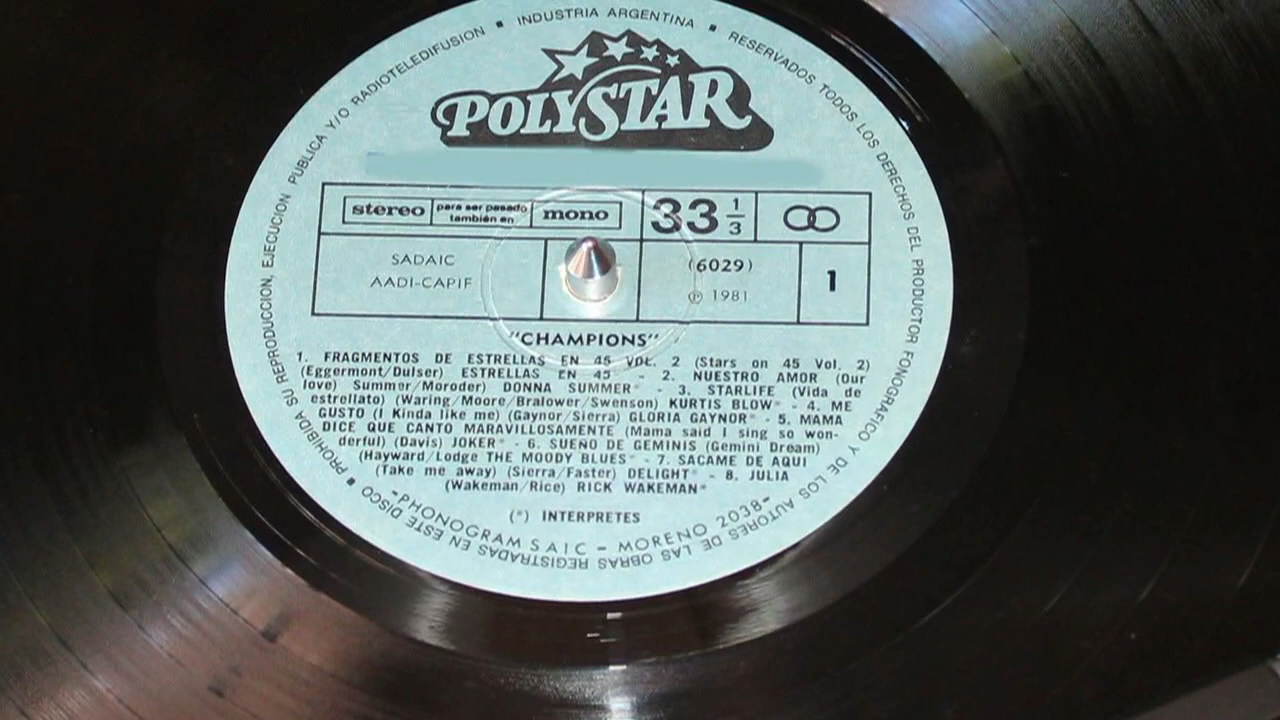 INDUSTRIA ARGENTINA ▪ RESERVADOS TODOS LOS DERECHOS DEL PRODUCTOR FONOGRAFICO Y DE LOS AUTORES DE LAS OBRAS REGISTRADAS EN ESTE DISCO ▪ PROHIBIDA SU REPRODUCCION, EJECUCION PUBLICA Y/O RADIOTELEDIFUSION ▪
POLYSTAR
stereo para ser pasado también en mono
33 1/3
SADAIC
AADI-CAPIF
(6029)
℗ 1981
1
"CHAMPIONS"
1. FRAGMENTOS DE ESTRELLAS EN 45 VOL. 2 (Stars on 45 Vol. 2)
(Eggermont/Dulser) ESTRELLAS EN 45 - 2. NUESTRO AMOR (Our
love) Summer/Moroder) DONNA SUMMER* - 3. STARLIFE (Vida de
estrellato) (Waring/Moore/Bralower/Swenson) KURTIS BLOW* - 4. ME
GUSTO (I Kinda like me) (Gaynor/Sierra) GLORIA GAYNOR* - 5. MAMA
DICE QUE CANTO MARAVILLOSAMENTE (Mama said I sing so won-
derful) (Davis) JOKER* - 6. SUEÑO DE GEMINIS (Gemini Dream)
(Hayward/Lodge THE MOODY BLUES* - 7. SACAME DE AQUI
(Take me away) (Sierra/Faster) DELIGHT* - 8. JULIA
(Wakeman/Rice) RICK WAKEMAN*
(*) INTERPRETES
-PHONOGRAM SAIC - MORENO 2038-